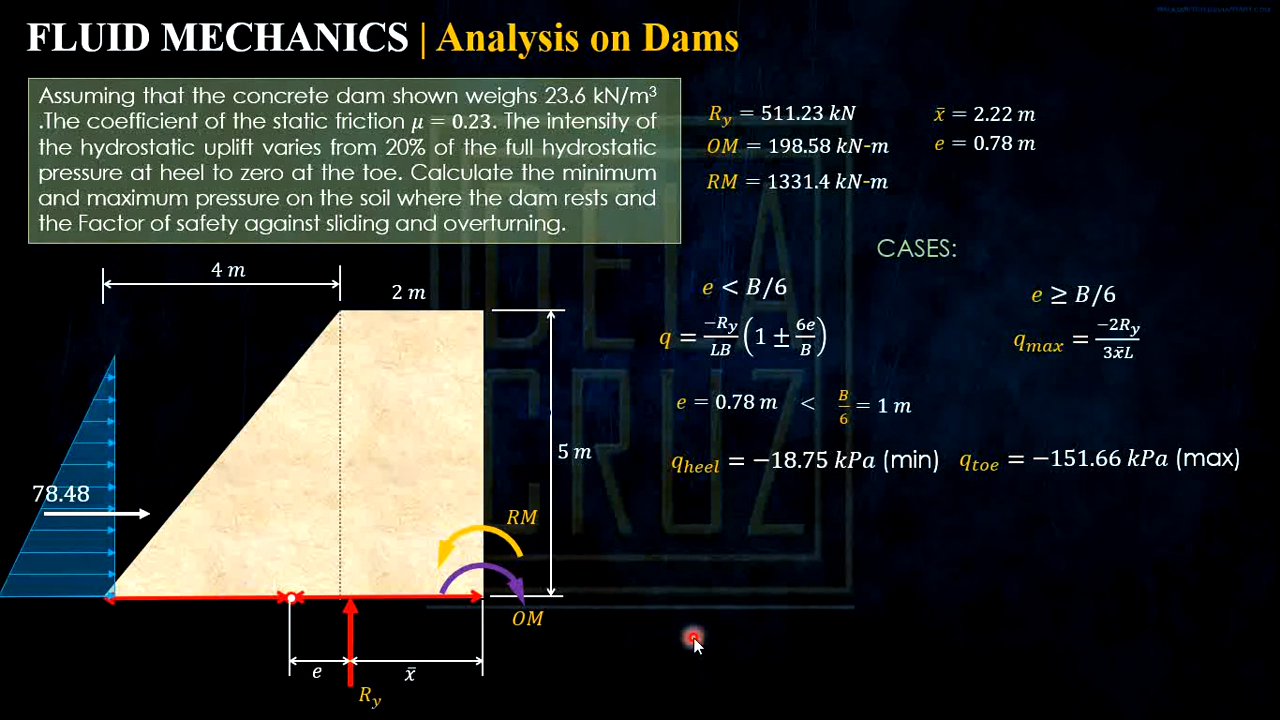 FLUID MECHANICS | Analysis on Dams
Assuming that the concrete dam shown weighs 23.6 kN/m³
.The coefficient of the static friction μ = 0.23. The intensity of
the hydrostatic uplift varies from 20% of the full hydrostatic
pressure at heel to zero at the toe. Calculate the minimum
and maximum pressure on the soil where the dam rests and
the Factor of safety against sliding and overturning.
R_y = 511.23 kN
x̄ = 2.22 m
OM = 198.58 kN-m
e = 0.78 m
RM = 1331.4 kN-m
CASES:
e < B/6
e ≥ B/6
q = -R_y/LB (1 ± 6e/B)
q_max = -2R_y/3x̄L
e = 0.78 m < B/6 = 1 m
q_heel = −18.75 kPa (min)
q_toe = −151.66 kPa (max)
4 m
2 m
5 m
78.48
RM
OM
e
x̄
R_y
DELA
CRUZ